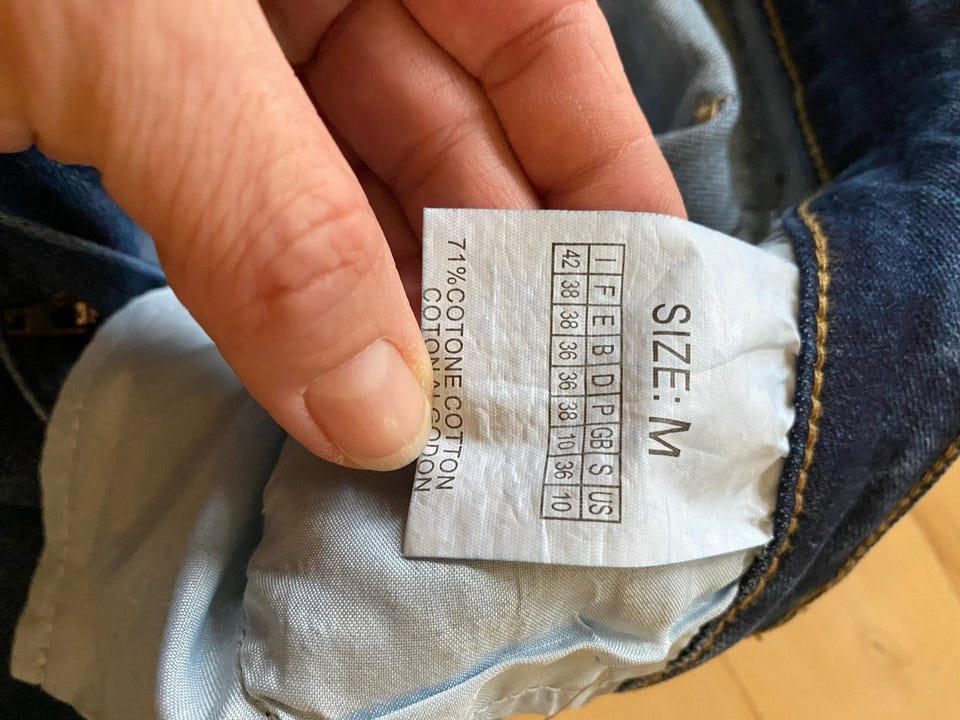 SIZE: M
I F E B D P GB S US
42 38 38 36 36 38 10 36 10
71%COTONE COTTON
COTON ALGODON